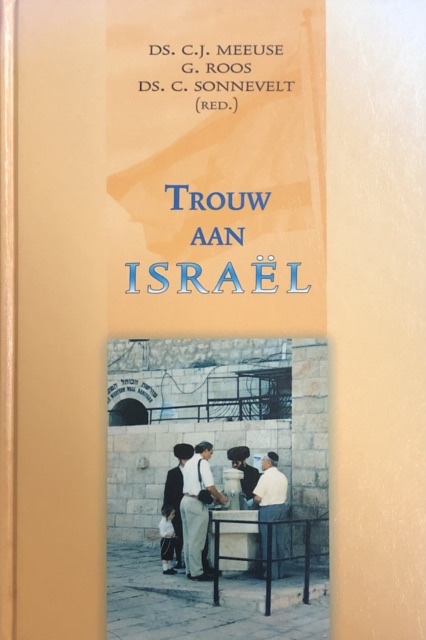 DS. C.J. MEEUSE
G. ROOS
DS. C. SONNEVELT
(RED.)
TROUW
AAN
ISRAËL